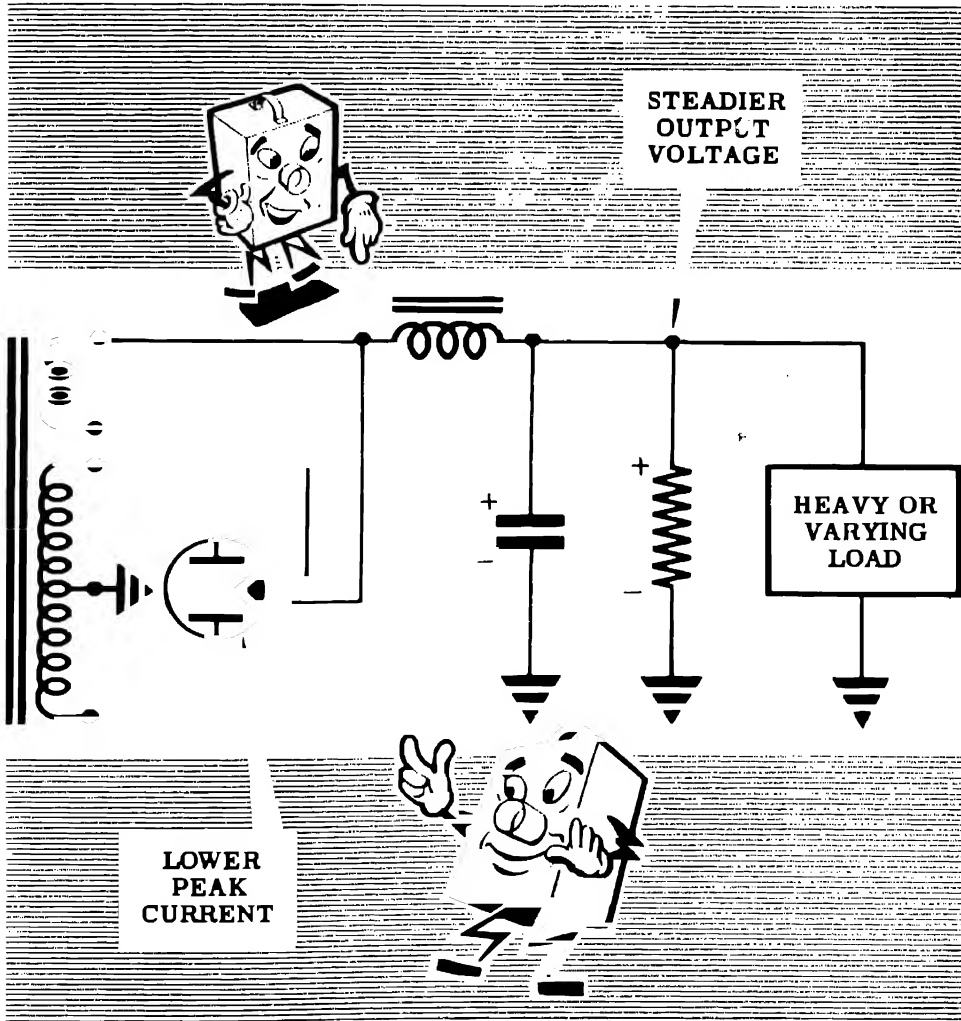 STEADIER
OUTPUT
VOLTAGE
+
−
+
−
HEAVY OR
VARYING
LOAD
LOWER
PEAK
CURRENT